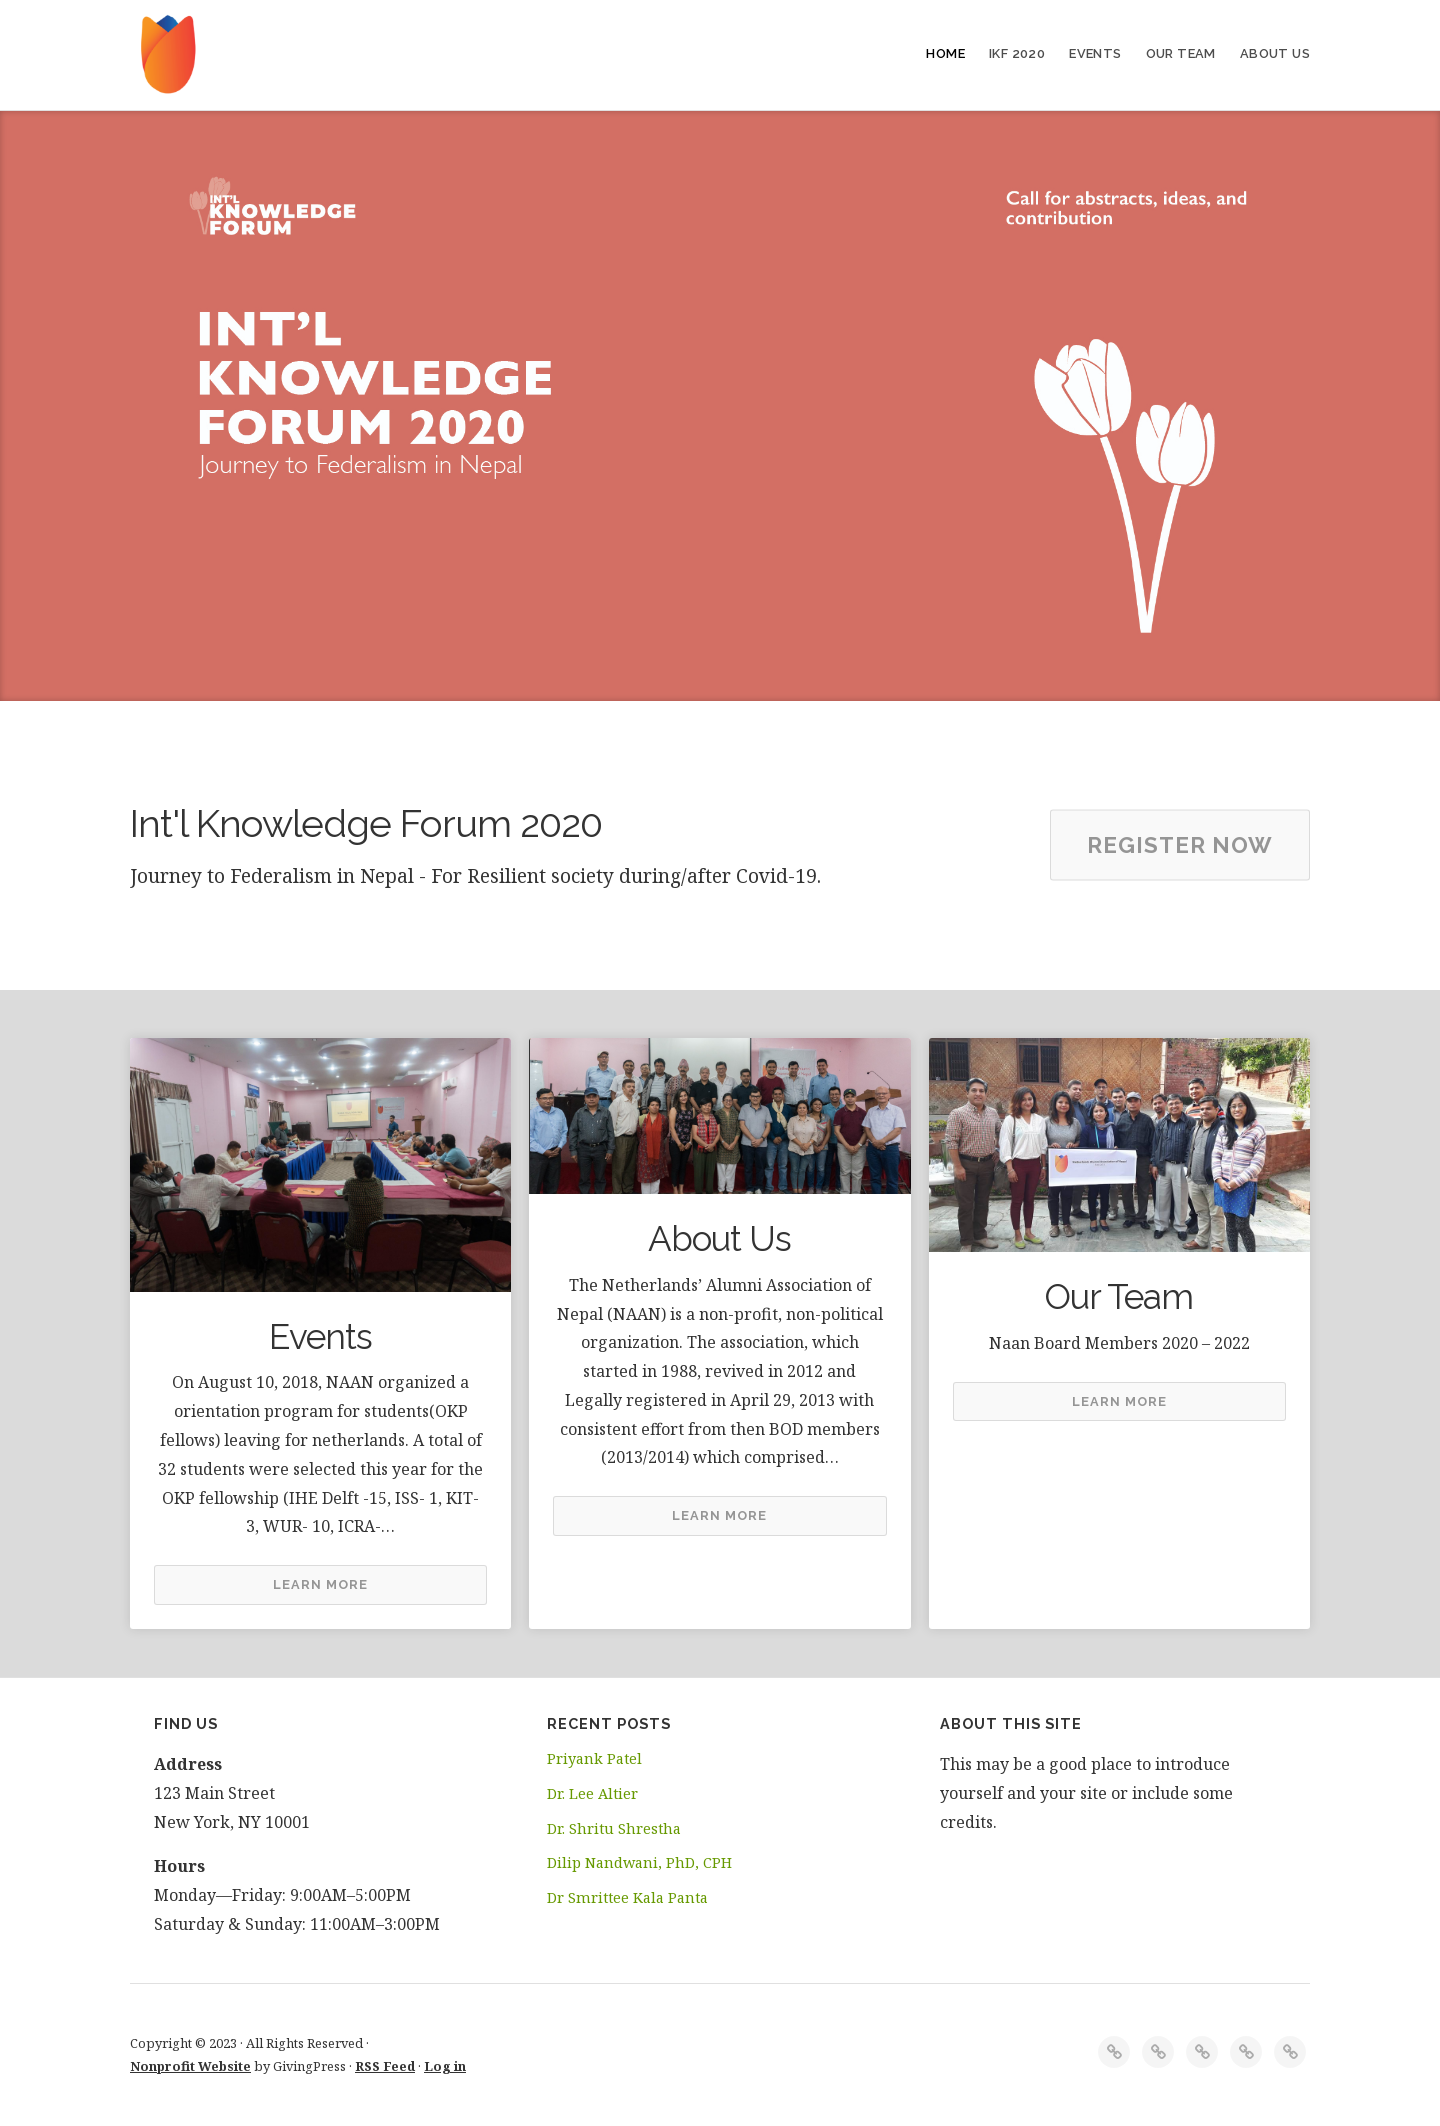 HOME IKF 2020 EVENTS OUR TEAM ABOUT US
INT'L
KNOWLEDGE
FORUM
Call for abstracts, ideas, and
contribution
INT’L
KNOWLEDGE
FORUM 2020
Journey to Federalism in Nepal
Int'l Knowledge Forum 2020
Journey to Federalism in Nepal - For Resilient society during/after Covid-19.
REGISTER NOW
Events
On August 10, 2018, NAAN organized a
orientation program for students(OKP
fellows) leaving for netherlands. A total of
32 students were selected this year for the
OKP fellowship (IHE Delft -15, ISS- 1, KIT-
3, WUR- 10, ICRA-…
LEARN MORE
About Us
The Netherlands’ Alumni Association of
Nepal (NAAN) is a non-profit, non-political
organization. The association, which
started in 1988, revived in 2012 and
Legally registered in April 29, 2013 with
consistent effort from then BOD members
(2013/2014) which comprised…
LEARN MORE
Our Team
Naan Board Members 2020 – 2022
LEARN MORE
FIND US
Address
123 Main Street
New York, NY 10001
Hours
Monday—Friday: 9:00AM–5:00PM
Saturday & Sunday: 11:00AM–3:00PM
RECENT POSTS
Priyank Patel
Dr. Lee Altier
Dr. Shritu Shrestha
Dilip Nandwani, PhD, CPH
Dr Smrittee Kala Panta
ABOUT THIS SITE
This may be a good place to introduce
yourself and your site or include some
credits.
Copyright © 2023 · All Rights Reserved ·
Nonprofit Website by GivingPress · RSS Feed · Log in